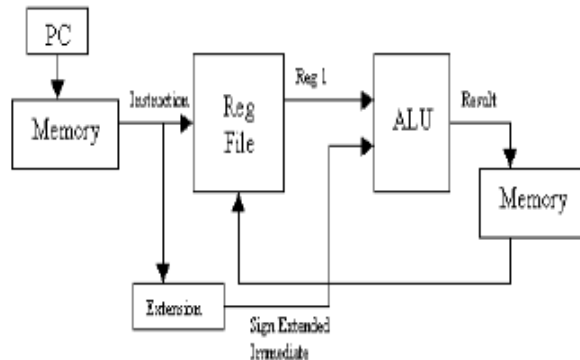 PC
Memory
Instruction
Reg
File
Reg 1
ALU
Result
Memory
Extension
Sign Extended
Immediate